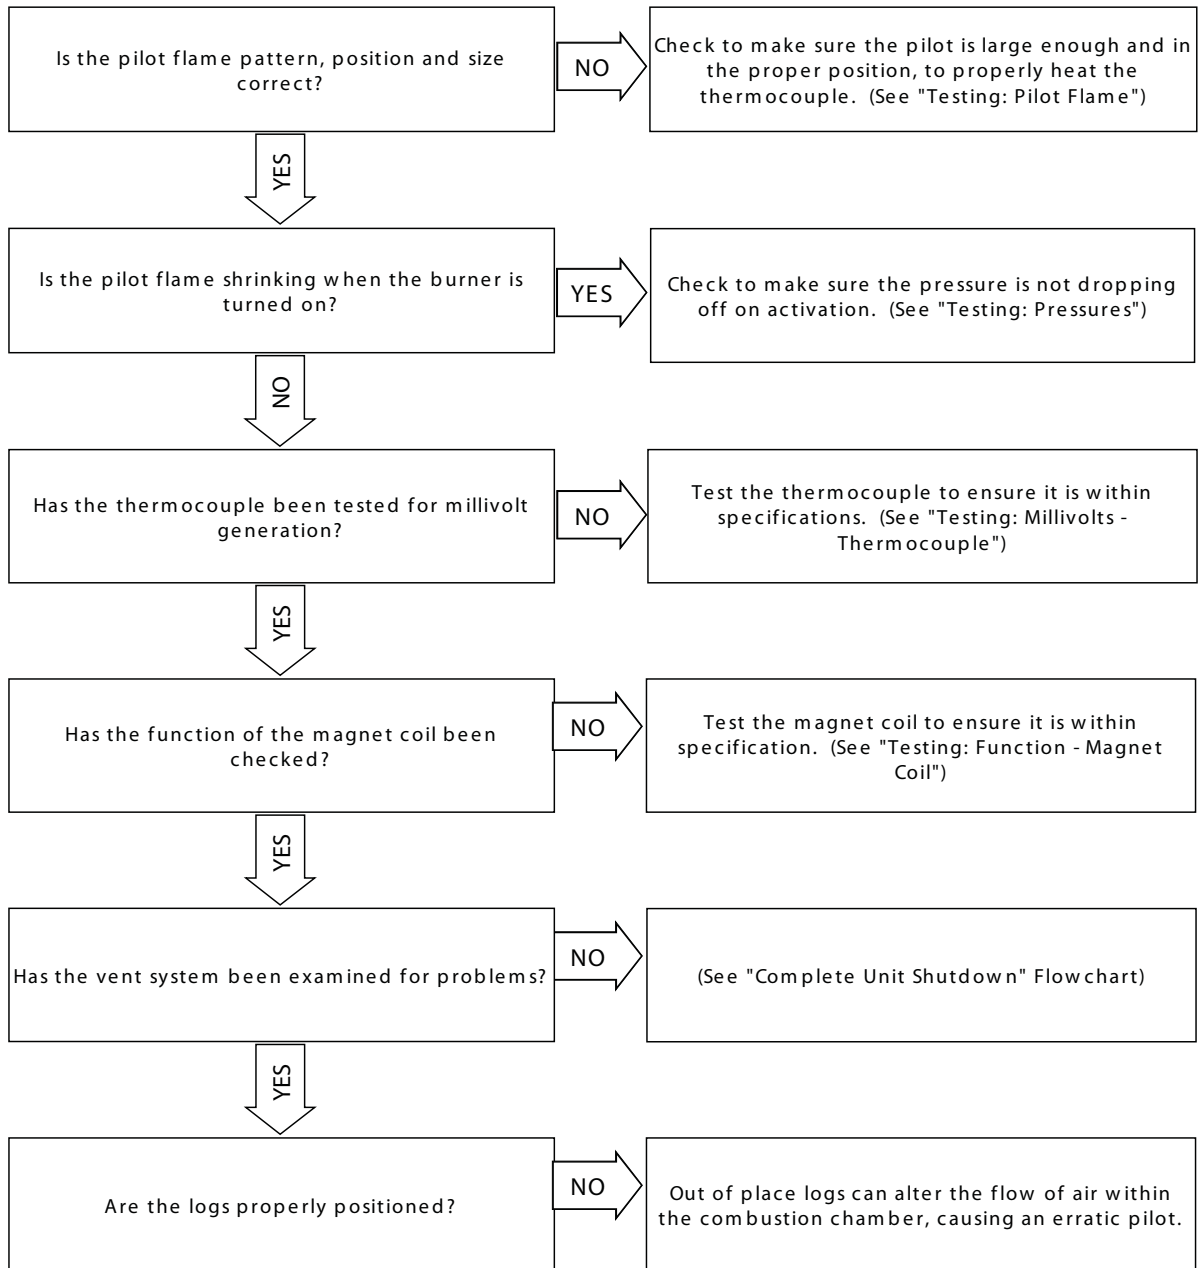 Is the pilot flame pattern, position and size
correct?
NO
Check to make sure the pilot is large enough and in
the proper position, to properly heat the
thermocouple. (See "Testing: Pilot Flame")
YES
Is the pilot flame shrinking when the burner is
turned on?
YES
Check to make sure the pressure is not dropping
off on activation. (See "Testing: Pressures")
NO
Has the thermocouple been tested for millivolt
generation?
NO
Test the thermocouple to ensure it is within
specifications. (See "Testing: Millivolts -
Thermocouple")
YES
Has the function of the magnet coil been
checked?
NO
Test the magnet coil to ensure it is within
specification. (See "Testing: Function - Magnet
Coil")
YES
Has the vent system been examined for problems?
NO
(See "Complete Unit Shutdown" Flowchart)
YES
Are the logs properly positioned?
NO
Out of place logs can alter the flow of air within
the combustion chamber, causing an erratic pilot.